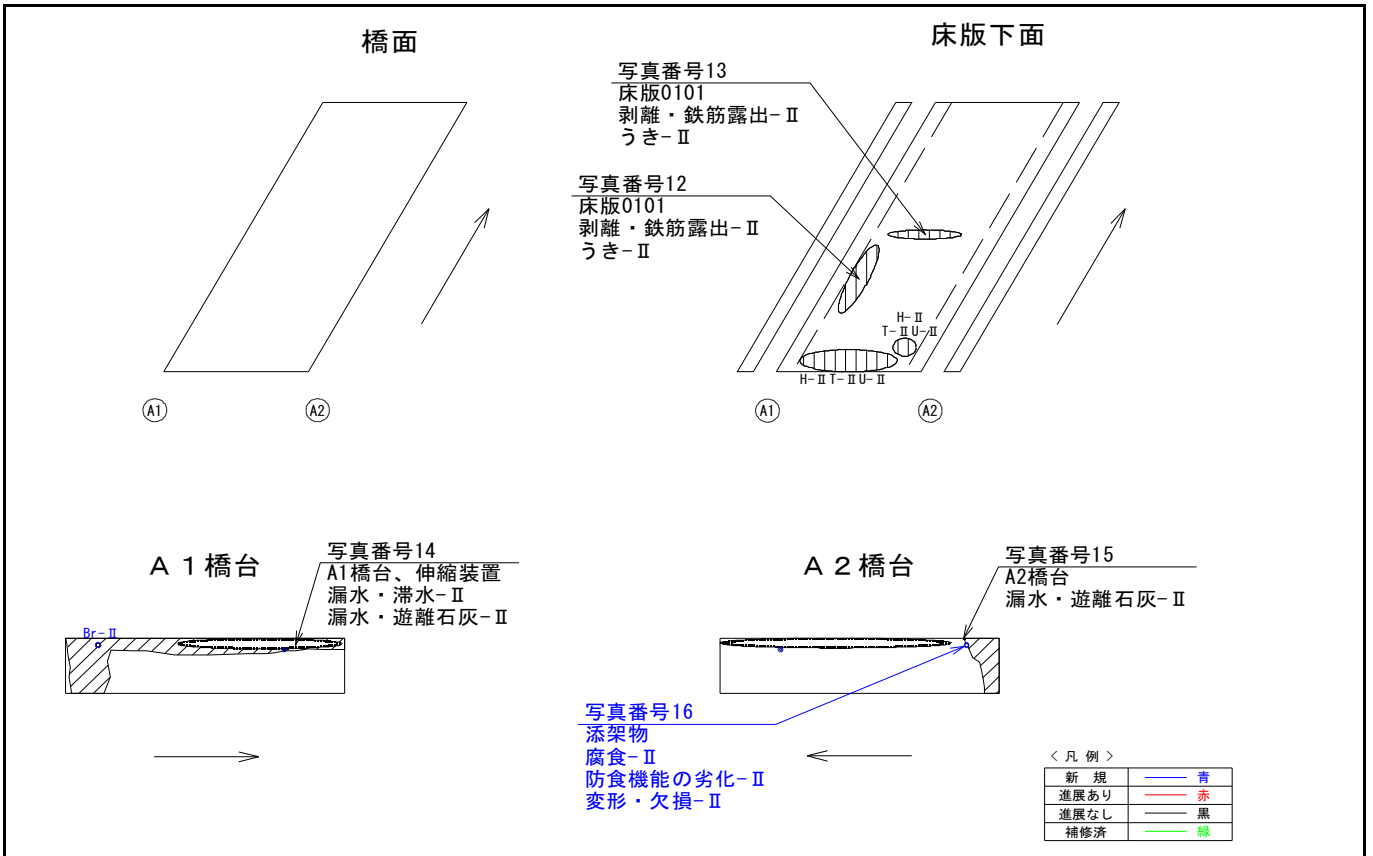 橋面
床版下面
写真番号13
床版0101
剥離・鉄筋露出-Ⅱ
うき-Ⅱ
写真番号12
床版0101
剥離・鉄筋露出-Ⅱ
うき-Ⅱ
H-Ⅱ
T-ⅡU-Ⅱ
H-ⅡT-ⅡU-Ⅱ
A1
A2
A1
A2
A1橋台
写真番号14
A1橋台、伸縮装置
漏水・滞水-Ⅱ
漏水・遊離石灰-Ⅱ
Br-Ⅱ
A2橋台
写真番号15
A2橋台
漏水・遊離石灰-Ⅱ
写真番号16
添架物
腐食-Ⅱ
防食機能の劣化-Ⅱ
変形・欠損-Ⅱ
〈凡例〉
新規 青
進展あり 赤
進展なし 黒
補修済 緑